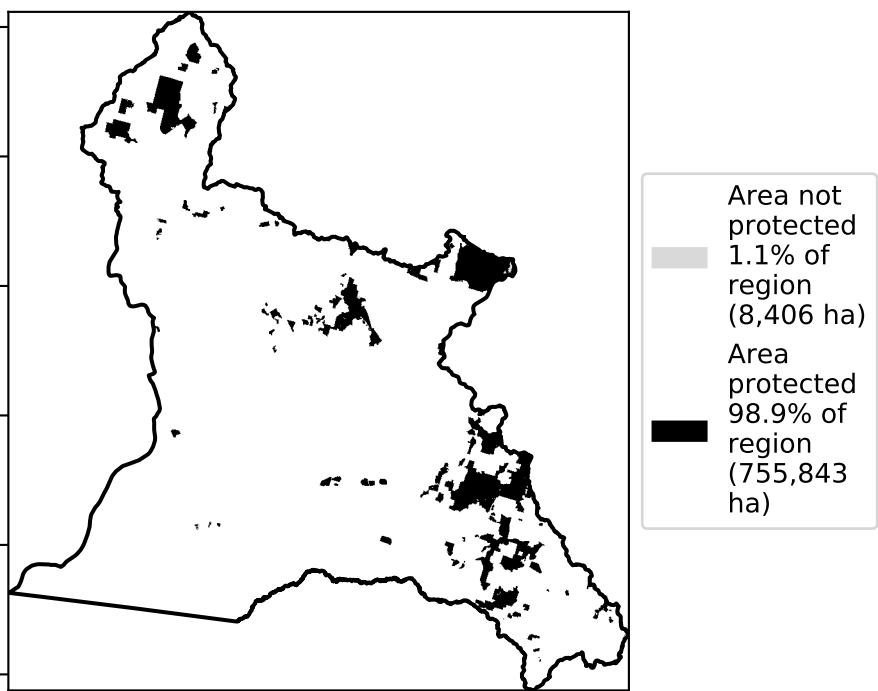 Area not
protected
1.1% of
region
(8,406 ha)
Area
protected
98.9% of
region
(755,843
ha)